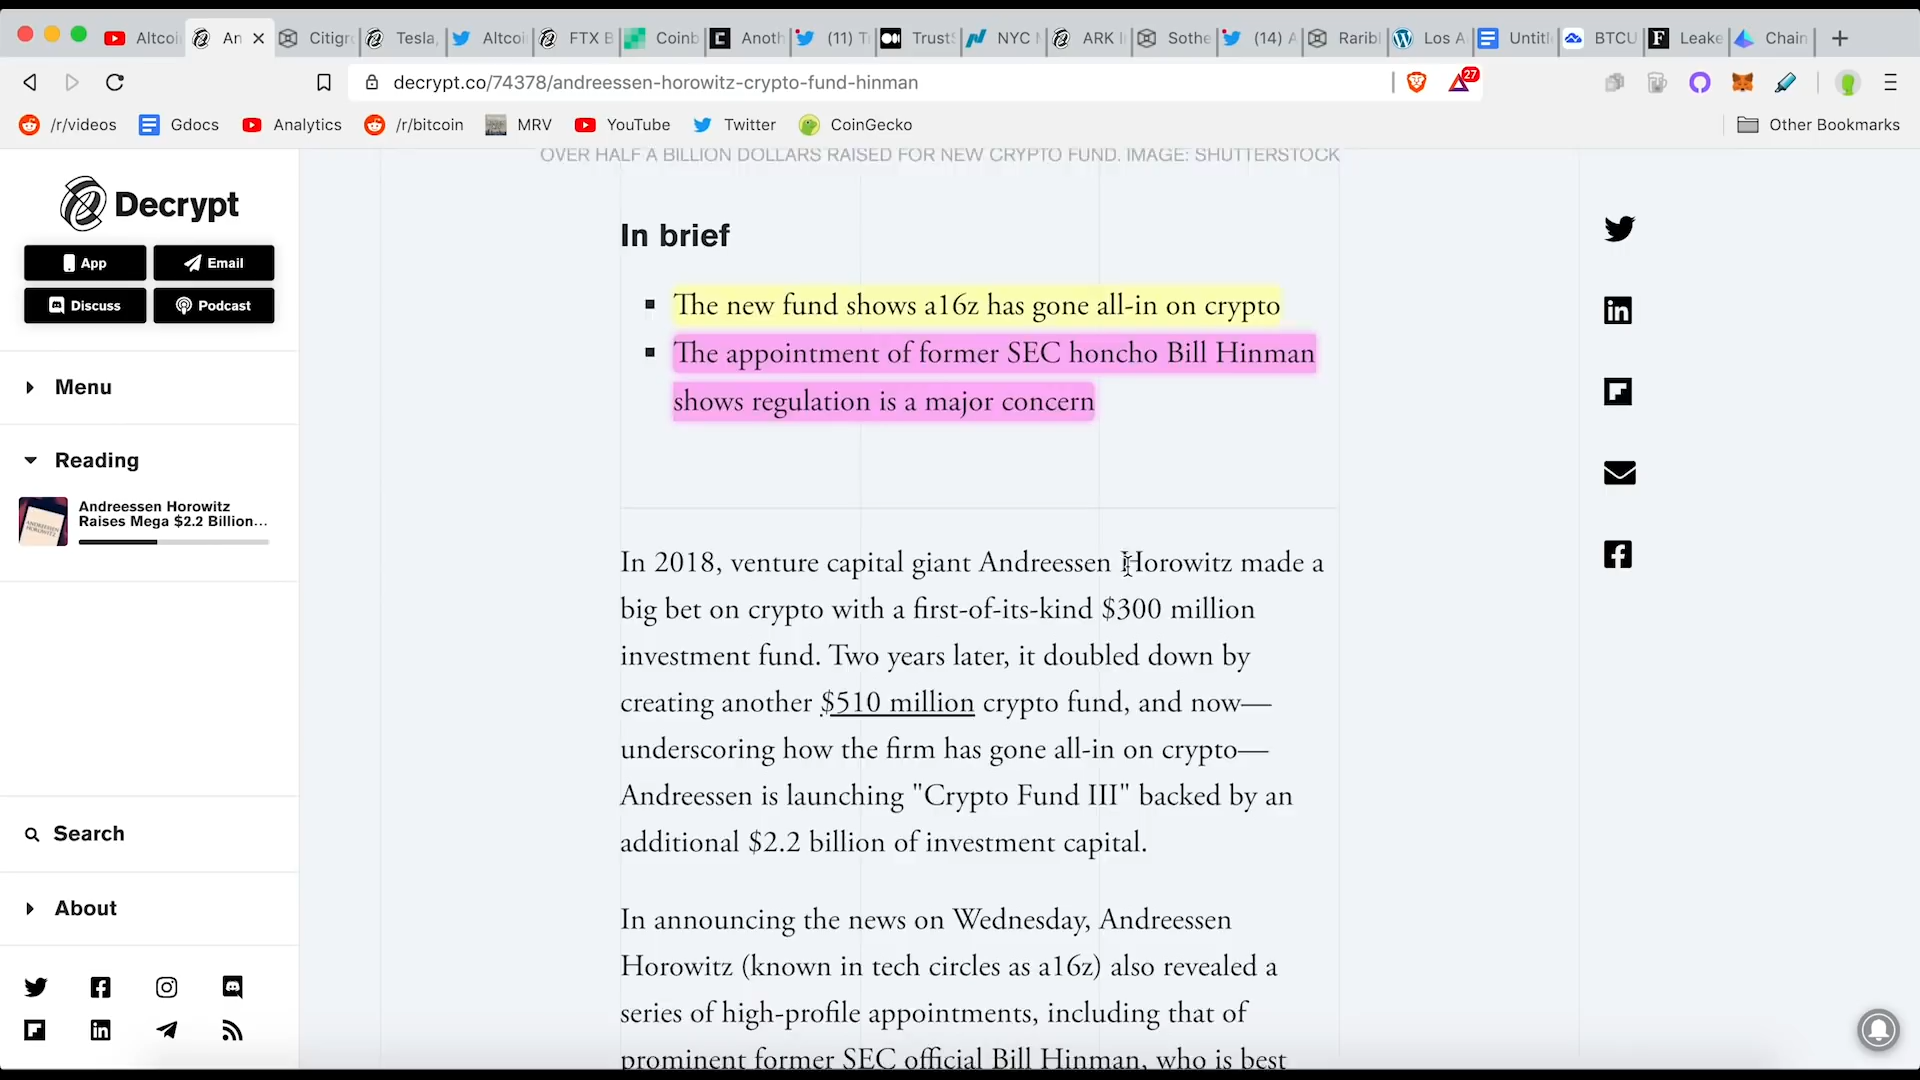 Altcoi
An
Citigr
Tesla,
Altcoi
FTX B
Coinb
Anoth
(11) T
Trust
NYC M
ARK I
Sothe
(14) A
Raribl
Los A
Untitl
BTCU
Leake
Chain
decrypt.co/74378/andreessen-horowitz-crypto-fund-hinman
27
/r/videos
Gdocs
Analytics
/r/bitcoin
MRV
YouTube
Twitter
CoinGecko
Other Bookmarks
Decrypt
App
Email
Discuss
Podcast
Menu
Reading
Andreessen Horowitz
Raises Mega $2.2 Billion...
Search
About
OVER HALF A BILLION DOLLARS RAISED FOR NEW CRYPTO FUND. IMAGE: SHUTTERSTOCK
In brief
The new fund shows a16z has gone all-in on crypto
The appointment of former SEC honcho Bill Hinman
shows regulation is a major concern
In 2018, venture capital giant Andreessen Horowitz made a
big bet on crypto with a first-of-its-kind $300 million
investment fund. Two years later, it doubled down by
creating another $510 million crypto fund, and now—
underscoring how the firm has gone all-in on crypto—
Andreessen is launching "Crypto Fund III" backed by an
additional $2.2 billion of investment capital.
In announcing the news on Wednesday, Andreessen
Horowitz (known in tech circles as a16z) also revealed a
series of high-profile appointments, including that of
prominent former SEC official Bill Hinman, who is best